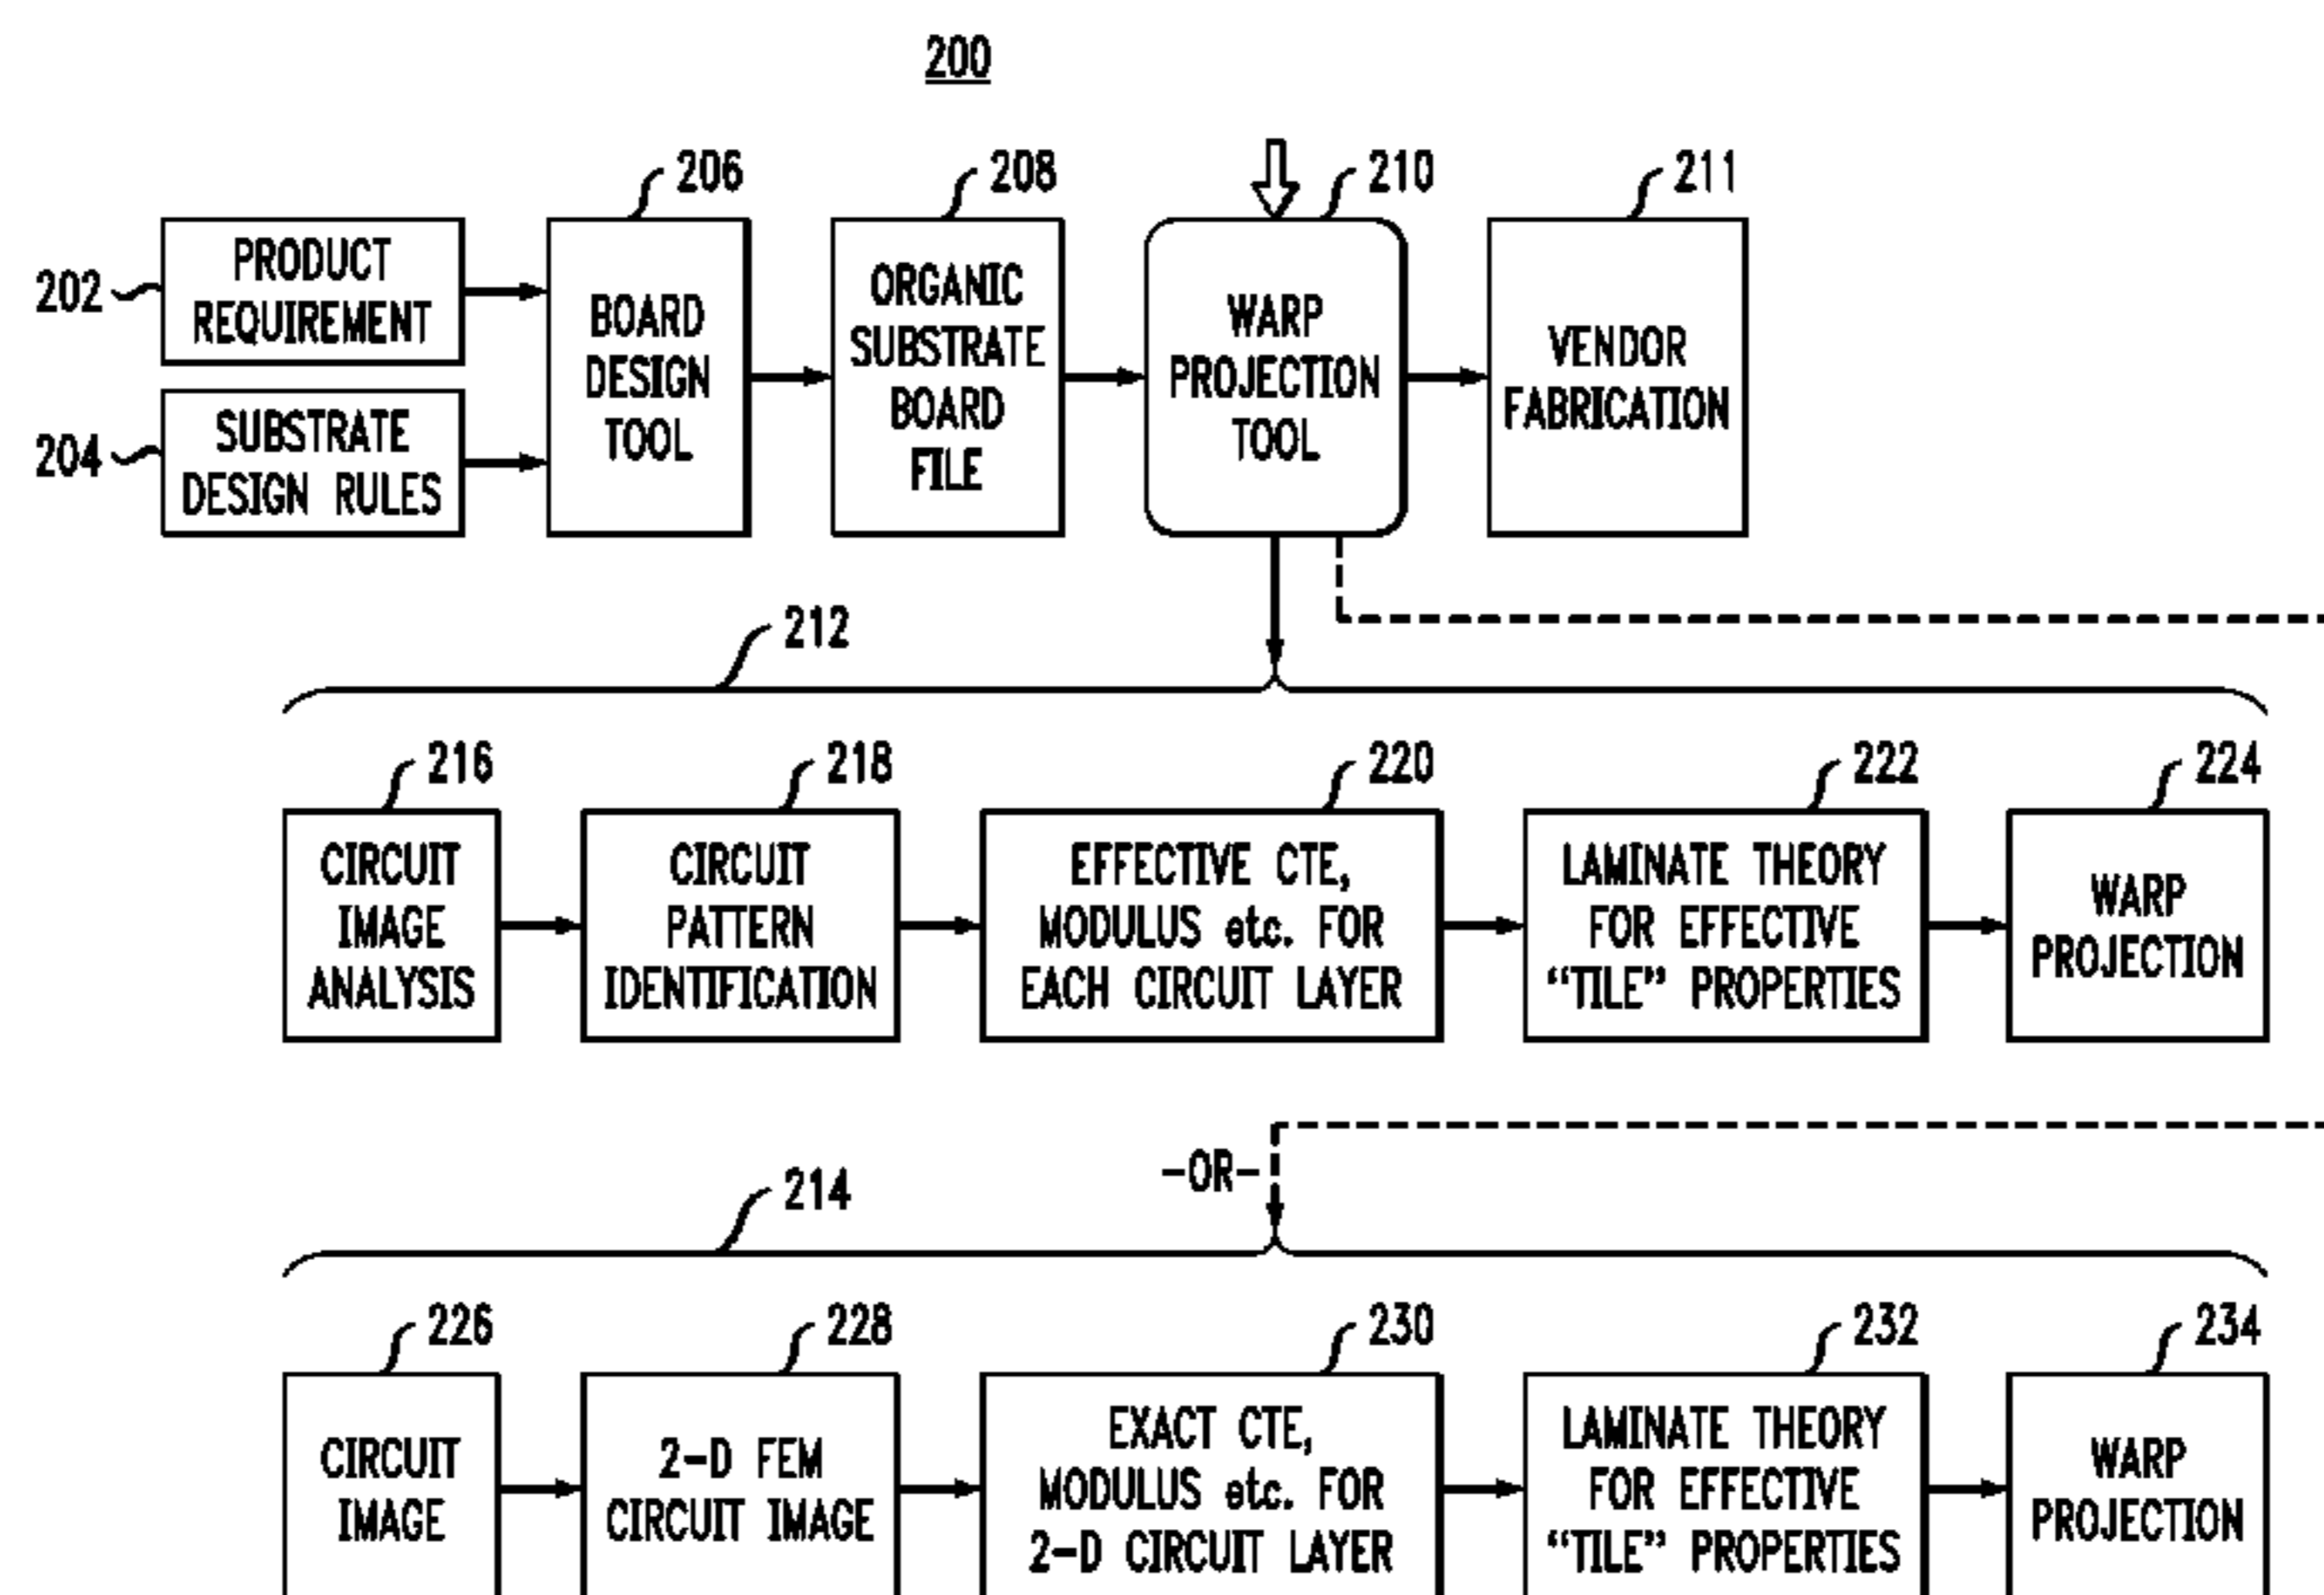 200
206
208
210
211
202
PRODUCT
REQUIREMENT
204
SUBSTRATE
DESIGN RULES
BOARD
DESIGN
TOOL
ORGANIC
SUBSTRATE
BOARD
FILE
WARP
PROJECTION
TOOL
VENDOR
FABRICATION
212
216
218
220
222
224
CIRCUIT
IMAGE
ANALYSIS
CIRCUIT
PATTERN
IDENTIFICATION
EFFECTIVE CTE,
MODULUS etc. FOR
EACH CIRCUIT LAYER
LAMINATE THEORY
FOR EFFECTIVE
“TILE” PROPERTIES
WARP
PROJECTION
-OR-
214
226
228
230
232
234
CIRCUIT
IMAGE
2-D FEM
CIRCUIT IMAGE
EXACT CTE,
MODULUS etc. FOR
2-D CIRCUIT LAYER
LAMINATE THEORY
FOR EFFECTIVE
“TILE” PROPERTIES
WARP
PROJECTION